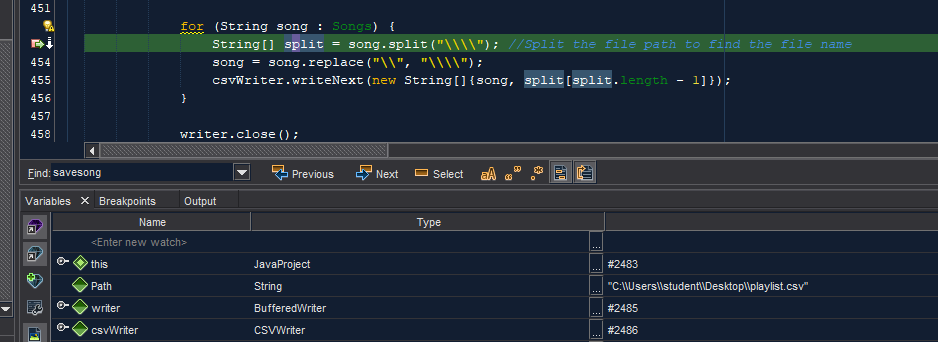 451
for (String song : Songs) {
String[] split = song.split("\\\\"); //Split the file path to find the file name
454 song = song.replace("\\", "\\\\");
455 csvWriter.writeNext(new String[]{song, split[split.length - 1]});
456 }
457
458 writer.close();
Find: savesong Previous Next Select
Variables Breakpoints Output
Name Type
<Enter new watch> ...
this JavaProject ... #2483
Path String ... "C:\\Users\\student\\Desktop\\playlist.csv"
writer BufferedWriter ... #2485
csvWriter CSVWriter ... #2486